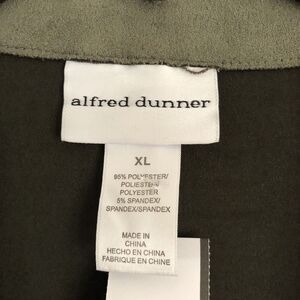 alfred dunner
XL
95% POLYESTER/
POLIESTER/
POLYESTER
5% SPANDEX/
SPANDEX/SPANDEX
MADE IN
CHINA
HECHO EN CHINA
FABRIQUE EN CHINE